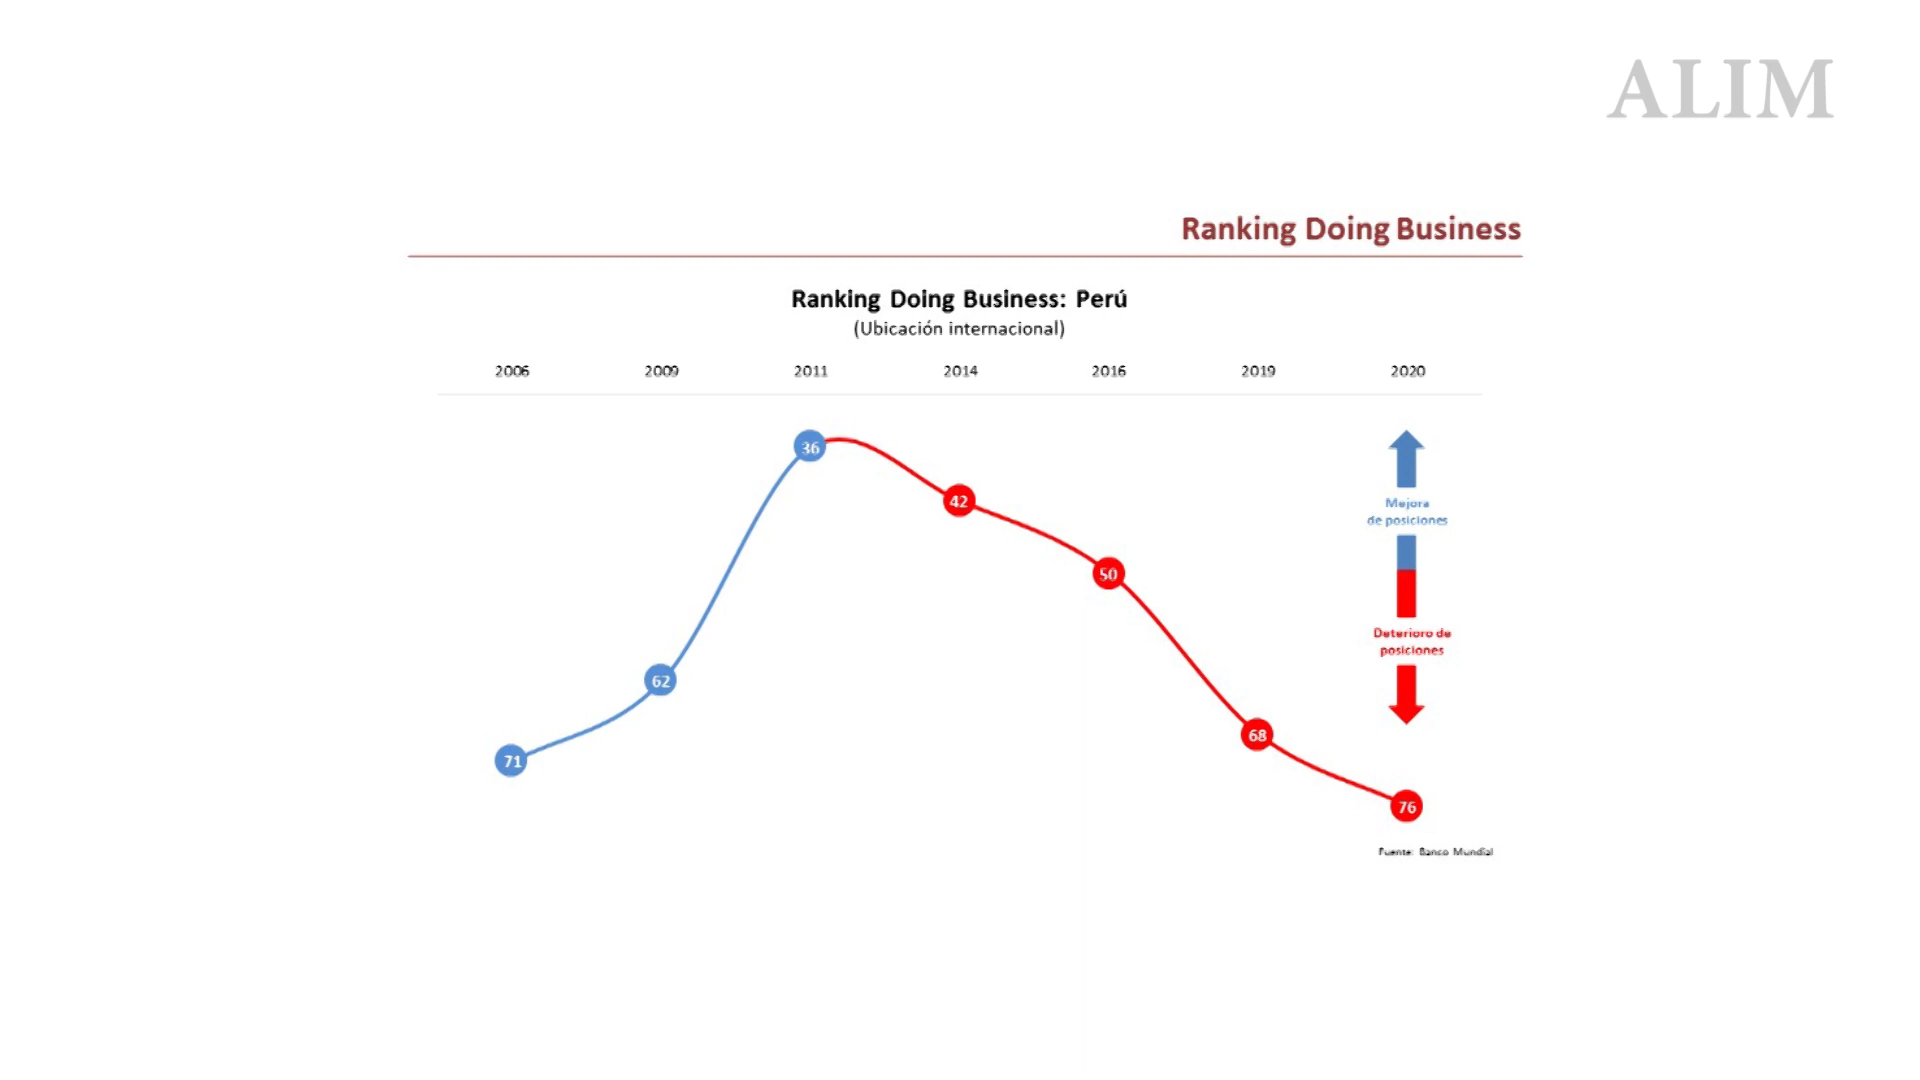 ALIM
Ranking Doing Business
Ranking Doing Business: Perú
(Ubicación internacional)
2006 2009 2011 2014 2016 2019 2020
36
42
Mejora
de posiciones
50
Deterioro de
posiciones
62
68
71
76
Fuente: Banco Mundial